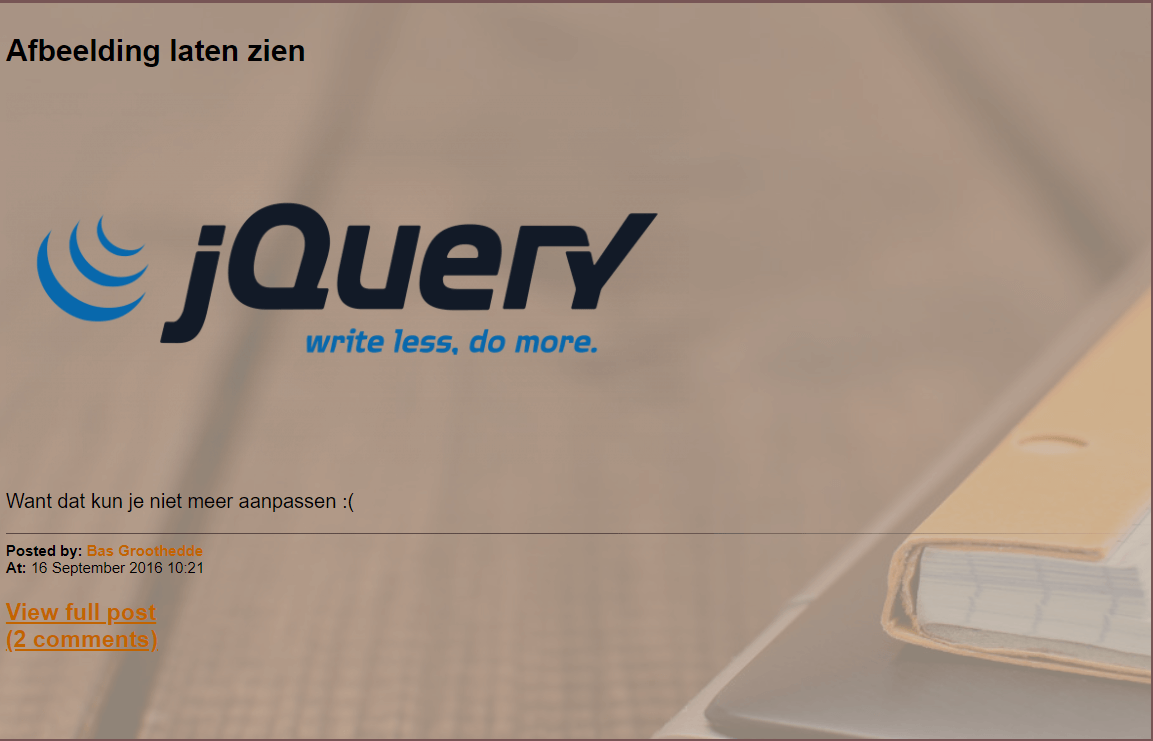 Afbeelding laten zien
jQuery
write less, do more.
Want dat kun je niet meer aanpassen :(
Posted by: Bas Groothedde
At: 16 September 2016 10:21
View full post
(2 comments)